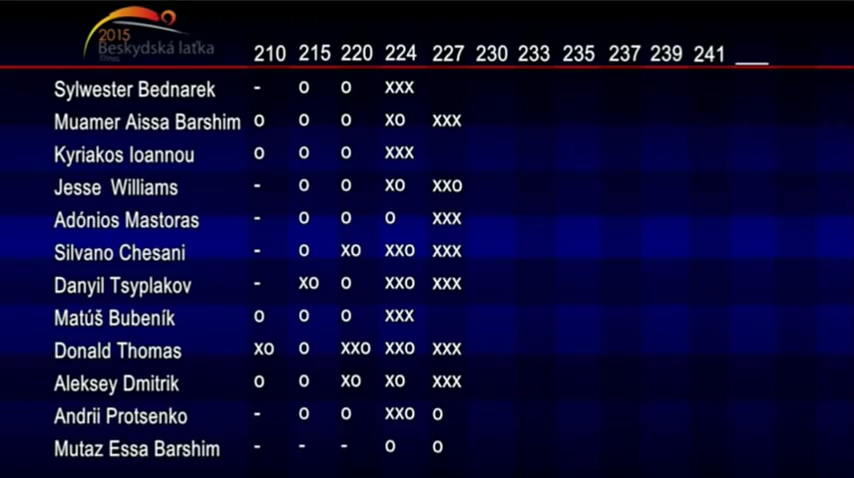 2015
Beskydská laťka
Třinec
210 215 220 224 227 230 233 235 237 239 241 ___
Sylwester Bednarek - o o xxx
Muamer Aissa Barshim o o o xo xxx
Kyriakos Ioannou o o o xxx
Jesse Williams - o o xo xxo
Adónios Mastoras - o o o xxx
Silvano Chesani - o xo xxo xxx
Danyil Tsyplakov - xo o xxo xxx
Matúš Bubeník o o o xxx
Donald Thomas xo o xxo xxo xxx
Aleksey Dmitrik o o xo xo xxx
Andrii Protsenko - o o xxo o
Mutaz Essa Barshim - - - o o